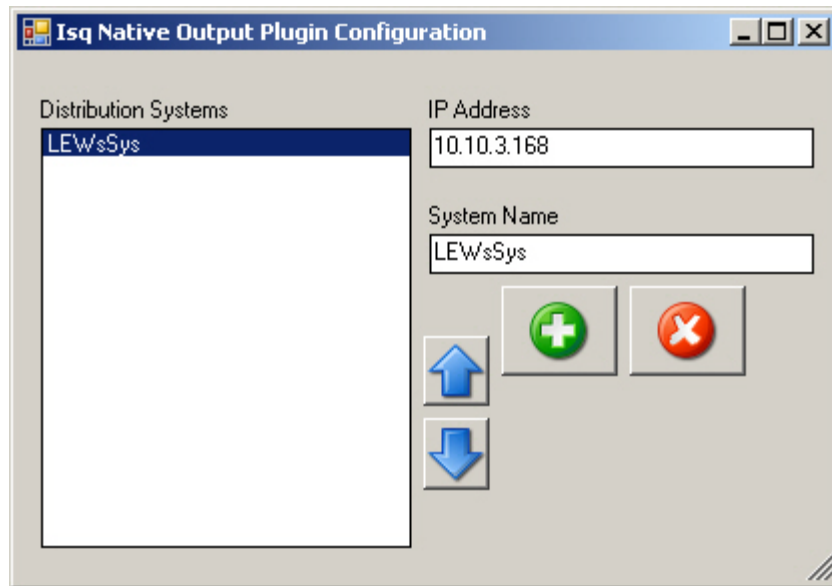 Isq Native Output Plugin Configuration
Distribution Systems
LEWsSys
IP Address
10.10.3.168
System Name
LEWsSys